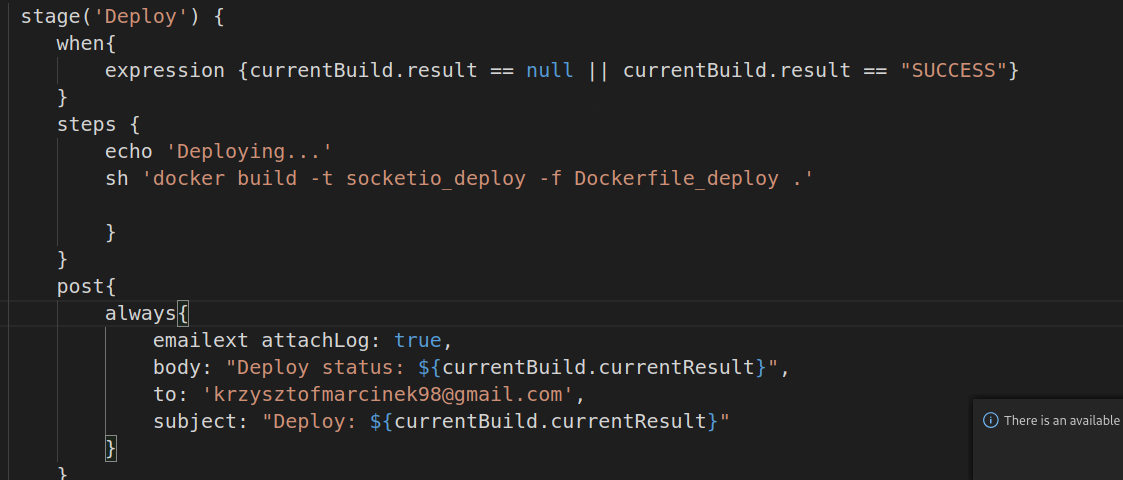 stage('Deploy') {
when{
expression {currentBuild.result == null || currentBuild.result == "SUCCESS"}
}
steps {
echo 'Deploying...'
sh 'docker build -t socketio_deploy -f Dockerfile_deploy .'
}
}
post{
always{
emailext attachLog: true,
body: "Deploy status: ${currentBuild.currentResult}",
to: 'krzysztofmarcinek98@gmail.com',
subject: "Deploy: ${currentBuild.currentResult}"
There is an available
}
}